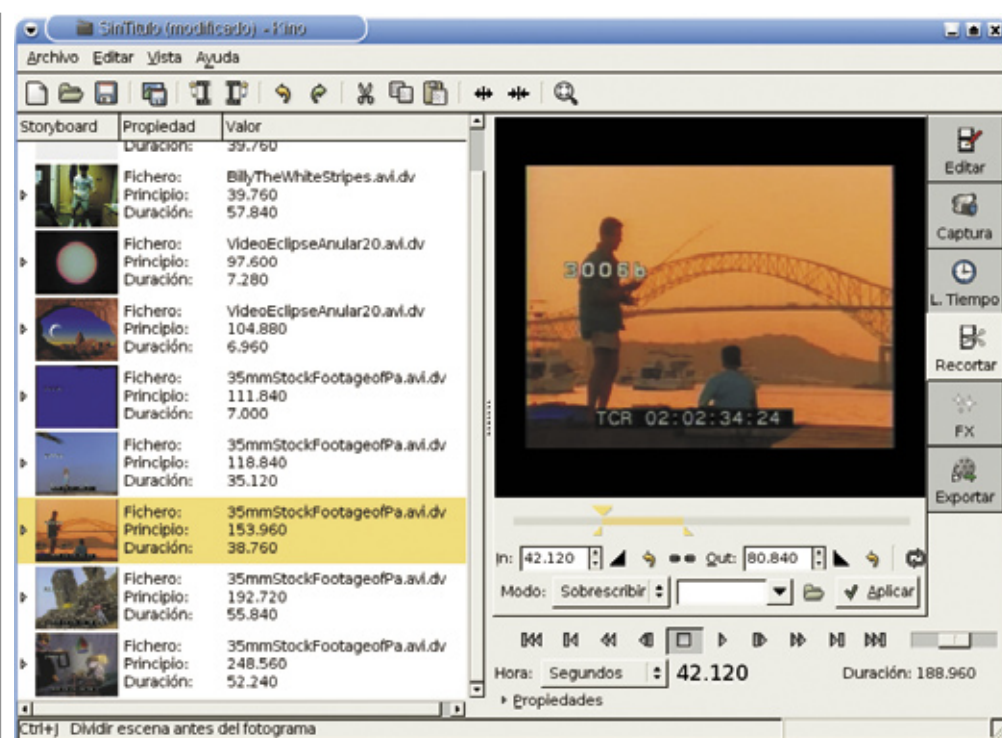 SinTitulo (modificado) - Kino
Archivo Editar Vista Ayuda
Storyboard Propiedad Valor
Duración: 39.760
Fichero: BillyTheWhiteStripes.avi.dv
Principio: 39.760
Duración: 57.840
Fichero: VideoEclipseAnular20.avi.dv
Principio: 97.600
Duración: 7.280
Fichero: VideoEclipseAnular20.avi.dv
Principio: 104.880
Duración: 6.960
Fichero: 35mmStockFootageofPa.avi.dv
Principio: 111.840
Duración: 7.000
Fichero: 35mmStockFootageofPa.avi.dv
Principio: 118.840
Duración: 35.120
Fichero: 35mmStockFootageofPa.avi.dv
Principio: 153.960
Duración: 38.760
Fichero: 35mmStockFootageofPa.avi.dv
Principio: 192.720
Duración: 55.840
Fichero: 35mmStockFootageofPa.avi.dv
Principio: 248.560
Duración: 52.240
3006b
TCR 02:02:34:24
Editar
Captura
L. Tiempo
Recortar
FX
Exportar
In: 42.120 Out: 80.840
Modo: Sobrescribir Aplicar
Hora: Segundos 42.120 Duración: 188.960
Propiedades
Ctrl+J Dividir escena antes del fotograma